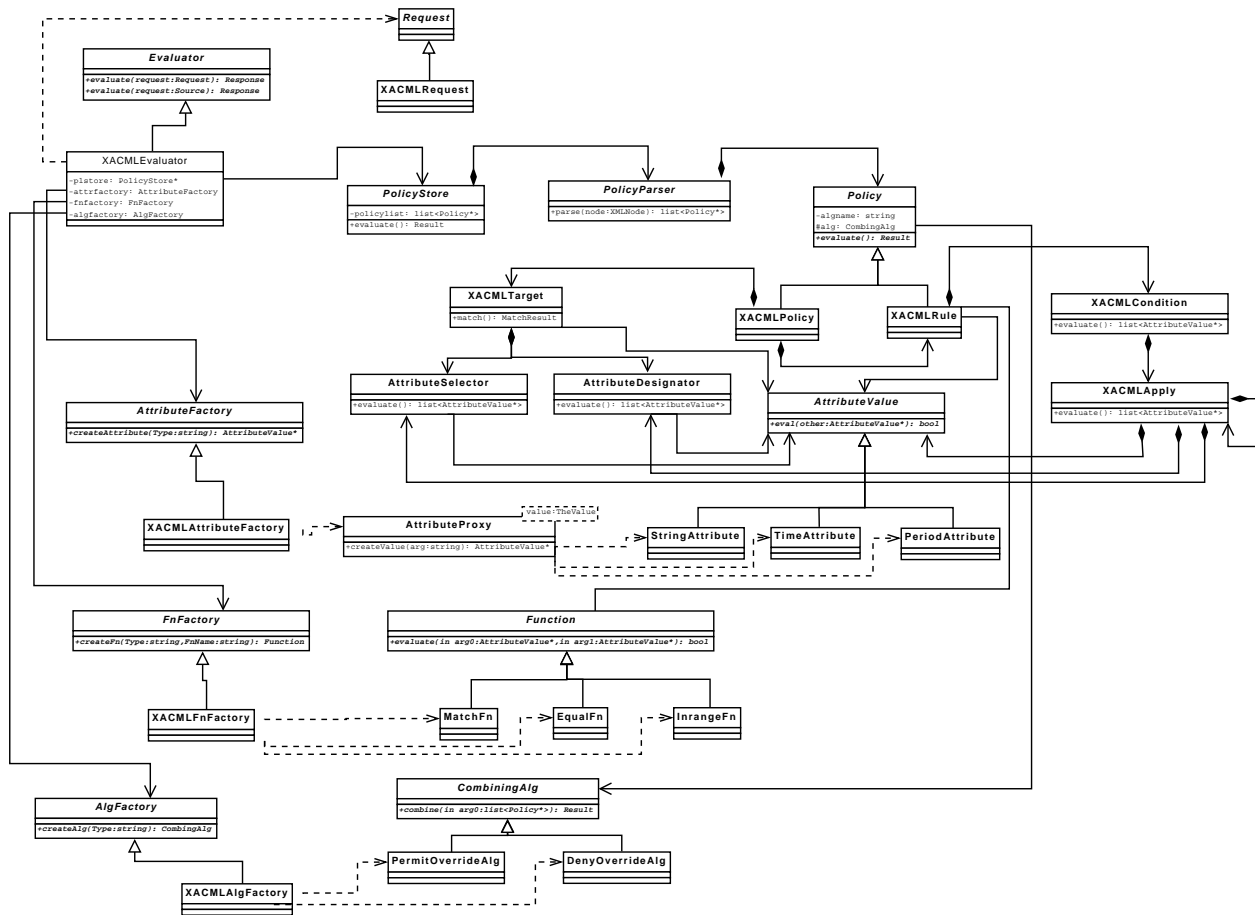 Request
Evaluator
+evaluate(request:Request): Response
+evaluate(request:Source): Response
XACMLRequest
XACMLEvaluator
-plstore: PolicyStore*
-attrfactory: AttributeFactory
-fnfactory: FnFactory
-algfactory: AlgFactory
PolicyStore
-policylist: list<Policy*>
+evaluate(): Result
PolicyParser
+parse(node:XMLNode): list<Policy*>
Policy
-algname: string
#alg: CombingAlg
+evaluate(): Result
XACMLTarget
+match(): MatchResult
XACMLPolicy
XACMLRule
XACMLCondition
+evaluate(): list<AttributeValue*>
AttributeSelector
+evaluate(): list<AttributeValue*>
AttributeDesignator
+evaluate(): list<AttributeValue*>
AttributeValue
+eval(other:AttributeValue*): bool
XACMLApply
+evaluate(): list<AttributeValue*>
AttributeFactory
+createAttribute(Type:string): AttributeValue*
XACMLAttributeFactory
AttributeProxy
value:TheValue
+createValue(arg:string): AttributeValue*
StringAttribute
TimeAttribute
PeriodAttribute
FnFactory
+createFn(Type:string,FnName:string): Function
Function
+evaluate(in arg0:AttributeValue*,in arg1:AttributeValue*): bool
XACMLFnFactory
MatchFn
EqualFn
InrangeFn
AlgFactory
+createAlg(Type:string): CombingAlg
CombiningAlg
+combine(in arg0:list<Policy*>): Result
XACMLAlgFactory
PermitOverrideAlg
DenyOverrideAlg